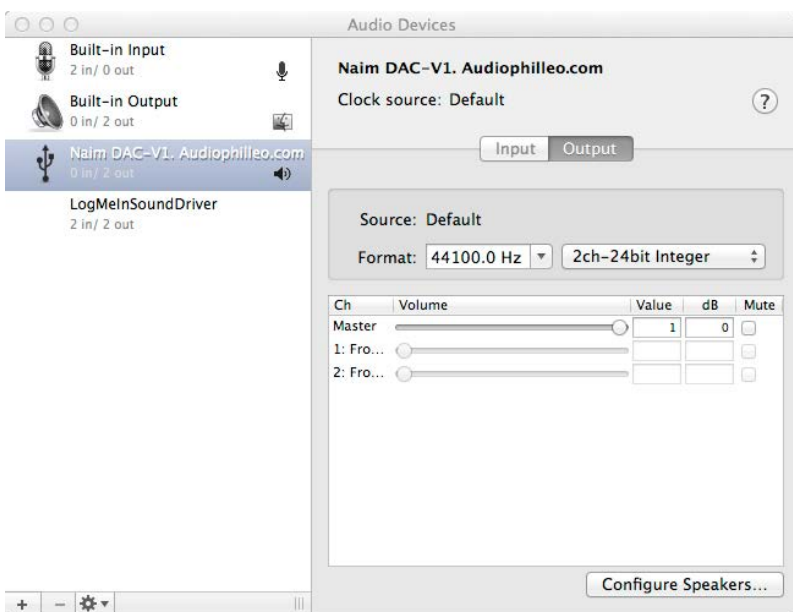 Audio Devices
Built-in Input
2 in/ 0 out
Built-in Output
0 in/ 2 out
Naim DAC-V1. Audiophilleo.com
0 in/ 2 out
LogMeInSoundDriver
2 in/ 2 out
Naim DAC-V1. Audiophilleo.com
Clock source: Default
?
Input Output
Source: Default
Format: 44100.0 Hz 2ch-24bit Integer
Ch Volume Value dB Mute
Master 1 0
1: Fro...
2: Fro...
Configure Speakers...